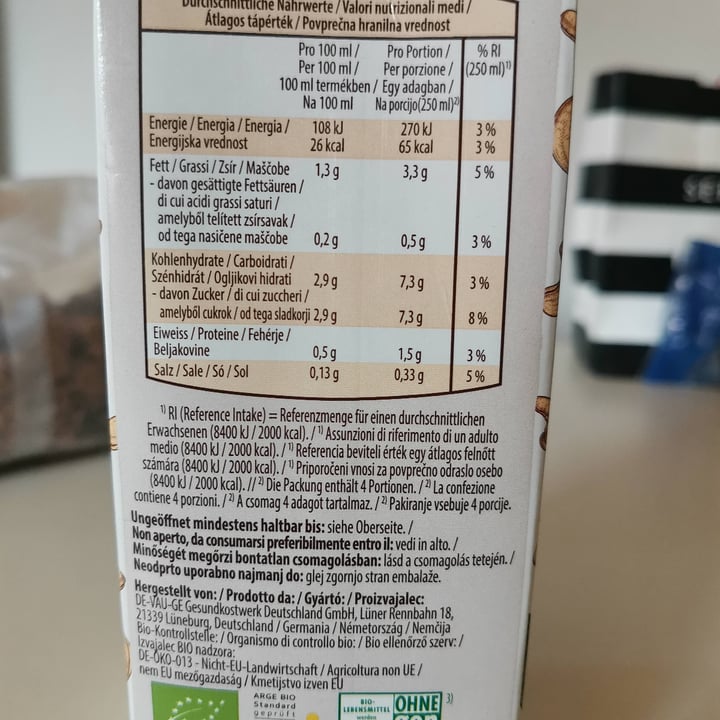 Durchschnittliche Nährwerte / Valori nutrizionali medi /
Átlagos tápérték / Povprečna hranilna vrednost
Pro 100 ml / Pro Portion / % RI
Per 100 ml / Per porzione / (250 ml)¹⁾
100 ml termékben / Egy adagban /
Na 100 ml Na porcijo(250 ml)²⁾
Energie / Energia / Energia / 108 kJ 270 kJ 3 %
Energijska vrednost 26 kcal 65 kcal 3 %
Fett / Grassi / Zsír / Maščobe 1,3 g 3,3 g 5 %
- davon gesättigte Fettsäuren /
di cui acidi grassi saturi /
amelyből telített zsírsavak /
od tega nasičene maščobe 0,2 g 0,5 g 3 %
Kohlenhydrate / Carboidrati /
Szénhidrát / Ogljikovi hidrati 2,9 g 7,3 g 3 %
- davon Zucker / di cui zuccheri /
amelyből cukrok / od tega sladkorji 2,9 g 7,3 g 8 %
Eiweiss / Proteine / Fehérje /
Beljakovine 0,5 g 1,5 g 3 %
Salz / Sale / Só / Sol 0,13 g 0,33 g 5 %
¹⁾ RI (Reference Intake) = Referenzmenge für einen durchschnittlichen
Erwachsenen (8400 kJ / 2000 kcal). / ¹⁾ Assunzioni di riferimento di un adulto
medio (8400 kJ / 2000 kcal). / ¹⁾ Referencia beviteli érték egy átlagos felnőtt
számára (8400 kJ / 2000 kcal). / ¹⁾ Priporočeni vnosi za povprečno odraslo osebo
(8400 kJ / 2000 kcal). // ²⁾ Die Packung enthält 4 Portionen. / ²⁾ La confezione
contiene 4 porzioni. / ²⁾ A csomag 4 adagot tartalmaz. / ²⁾ Pakiranje vsebuje 4 porcije.
Ungeöffnet mindestens haltbar bis: siehe Oberseite. /
Non aperto, da consumarsi preferibilmente entro il: vedi in alto. /
Minőségét megőrzi bontatlan csomagolásban: lásd a csomagolás tetején. /
Neodprto uporabno najmanj do: glej zgornjo stran embalaže.
Hergestellt von: / Prodotto da: / Gyártó: / Proizvajalec:
DE-VAU-GE Gesundkostwerk Deutschland GmbH, Lüner Rennbahn 18,
21339 Lüneburg, Deutschland / Germania / Németország / Nemčija
Bio-Kontrollstelle: / Organismo di controllo bio: / Bio ellenőrző szerv: /
Izvajalec BIO nadzora:
DE-ÖKO-013 - Nicht-EU-Landwirtschaft / Agricoltura non UE /
nem EU mezőgazdaság / Kmetijstvo izven EU
ARGE BIO
Standard
geprüft
BIO-
LEBENSMITTEL
werden
OHNE
gen
3)
SE